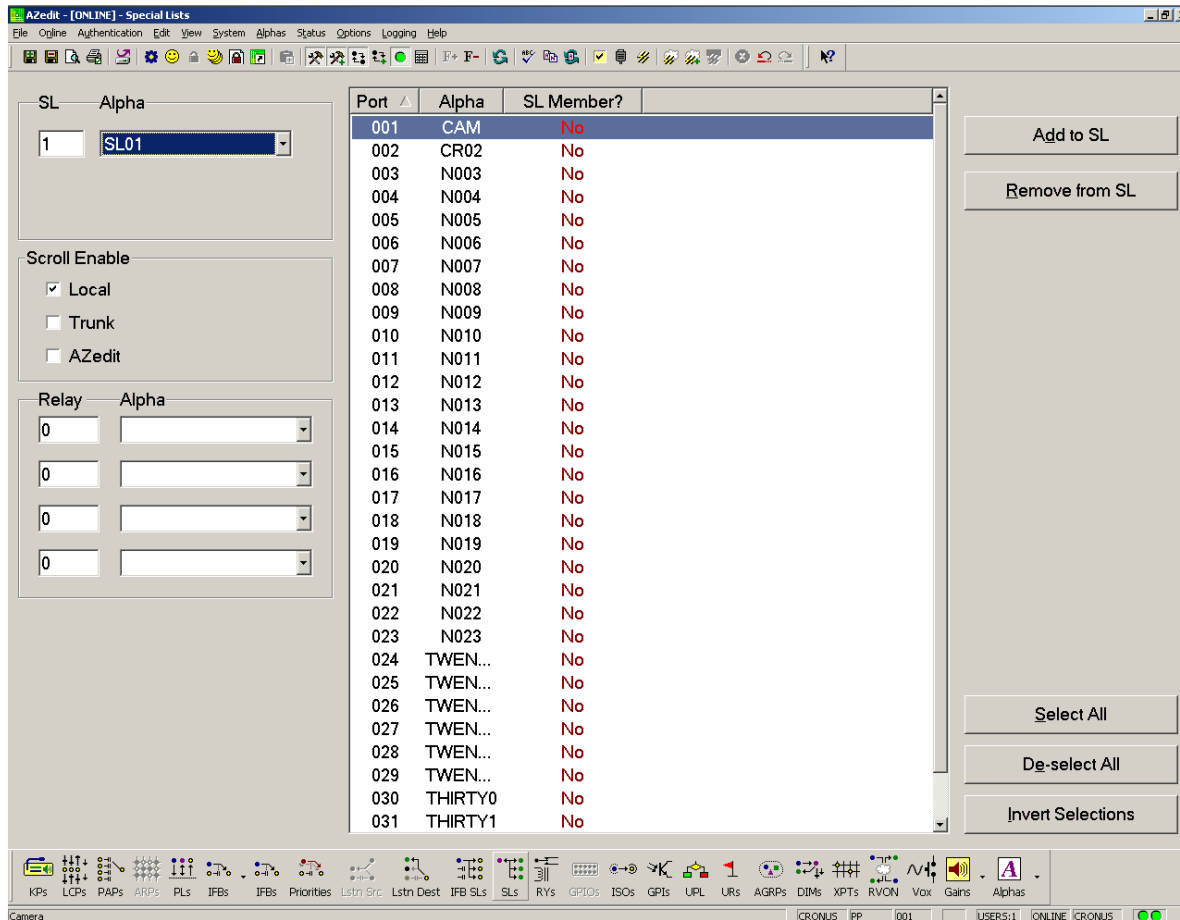 AZedit - [ONLINE] - Special Lists
File Online Authentication Edit View System Alphas Status Options Logging Help
F+ F-
SL Alpha
1 SL01
Scroll Enable
Local
Trunk
AZedit
Relay Alpha
0
0
0
0
Port Alpha SL Member?
001 CAM No
002 CR02 No
003 N003 No
004 N004 No
005 N005 No
006 N006 No
007 N007 No
008 N008 No
009 N009 No
010 N010 No
011 N011 No
012 N012 No
013 N013 No
014 N014 No
015 N015 No
016 N016 No
017 N017 No
018 N018 No
019 N019 No
020 N020 No
021 N021 No
022 N022 No
023 N023 No
024 TWEN... No
025 TWEN... No
026 TWEN... No
027 TWEN... No
028 TWEN... No
029 TWEN... No
030 THIRTY0 No
031 THIRTY1 No
Add to SL
Remove from SL
Select All
De-select All
Invert Selections
KPs LCPs PAPs ARPs PLs IFBs IFBs Priorities Lstn Src Lstn Dest IFB SLs SLs RYs GPIOs ISOs GPIs UPL URs AGRPs DIMs XPTs RVON Vox Gains Alphas
Camera CRONUS PP 001 USERS:1 ONLINE CRONUS